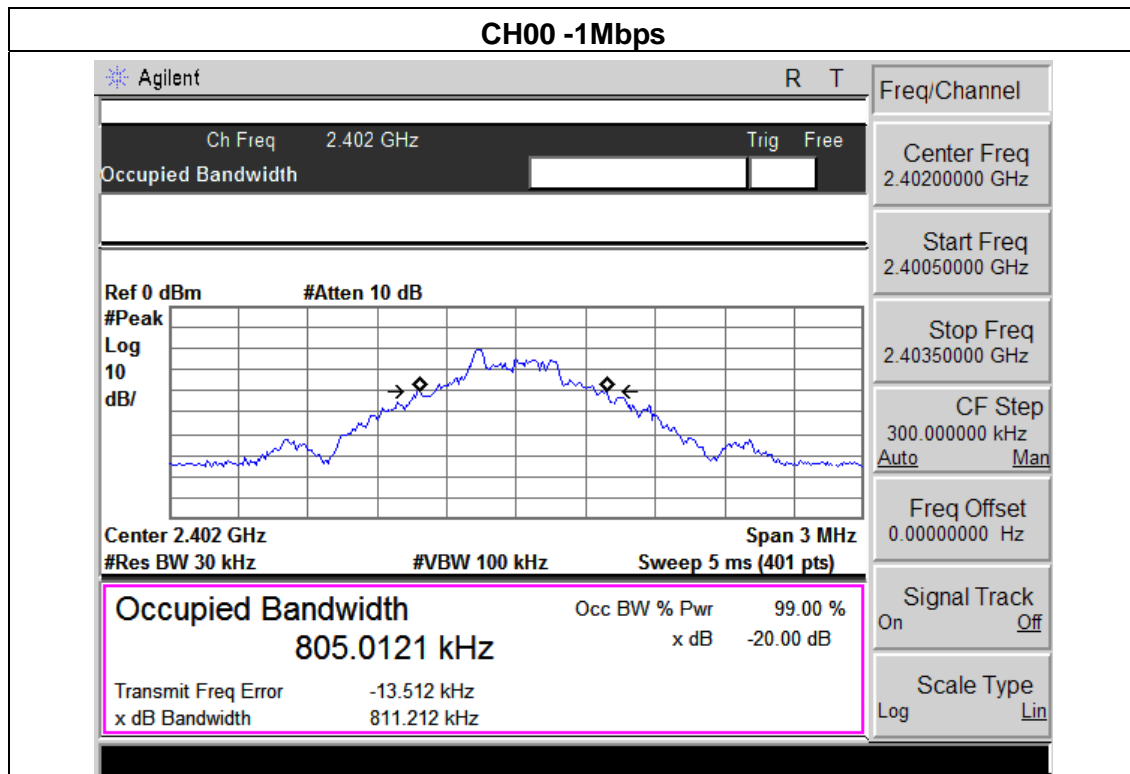 CH00 -1Mbps
Agilent R T
Ch Freq 2.402 GHz Trig Free
Occupied Bandwidth
Ref 0 dBm #Atten 10 dB
#Peak
Log
10
dB/
Center 2.402 GHz Span 3 MHz
#Res BW 30 kHz #VBW 100 kHz Sweep 5 ms (401 pts)
Occupied Bandwidth Occ BW % Pwr 99.00 %
805.0121 kHz x dB -20.00 dB
Transmit Freq Error -13.512 kHz
x dB Bandwidth 811.212 kHz
Freq/Channel
Center Freq
2.40200000 GHz
Start Freq
2.40050000 GHz
Stop Freq
2.40350000 GHz
CF Step
300.000000 kHz
Auto Man
Freq Offset
0.00000000 Hz
Signal Track
On Off
Scale Type
Log Lin